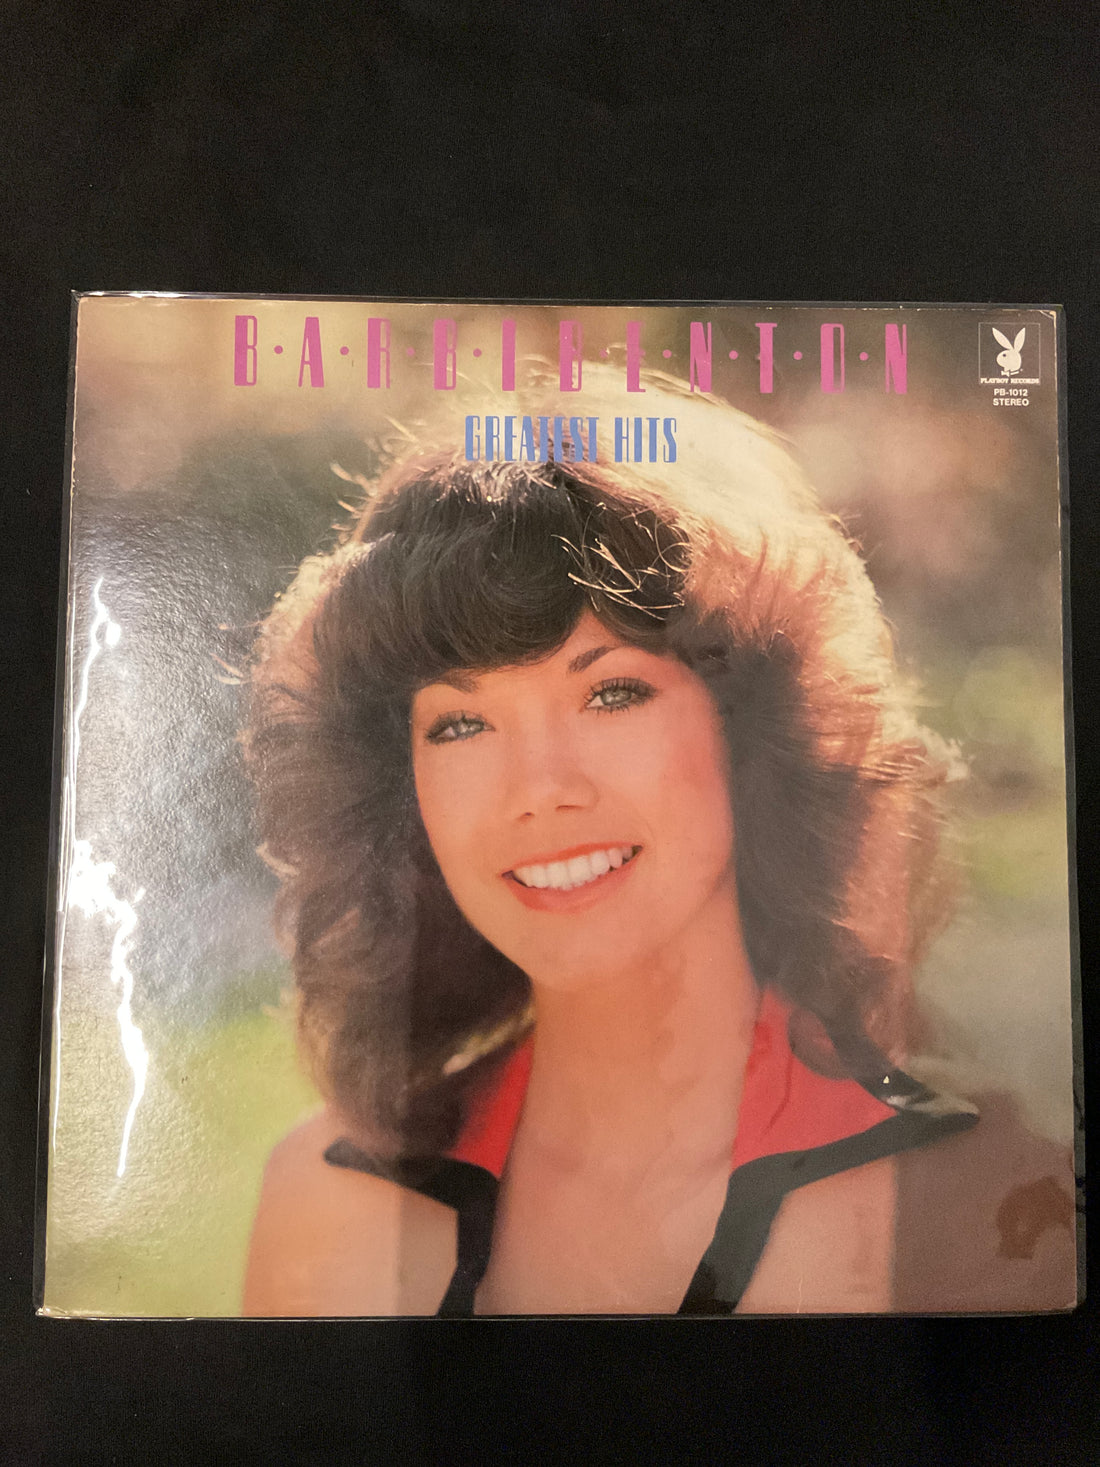 B·A·R·B·I B·E·N·T·O·N
GREATEST HITS
PLAYBOY RECORDS
PB-1012
STEREO